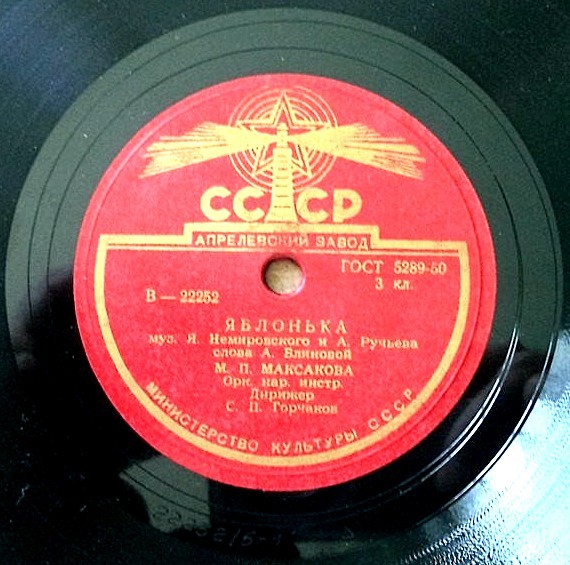 СССР
АПРЕЛЕВСКИЙ ЗАВОД
ГОСТ 5289-50
3 кл.
В — 22252
ЯБЛОНЬКА
муз. Я. Немировского и А. Ручьева
слова А. Влиновой
М. П. МАКСАКОВА
Орк. нар. инстр.
Дирижер
С. П. Горчаков
МИНИСТЕРСТВО КУЛЬТУРЫ СССР